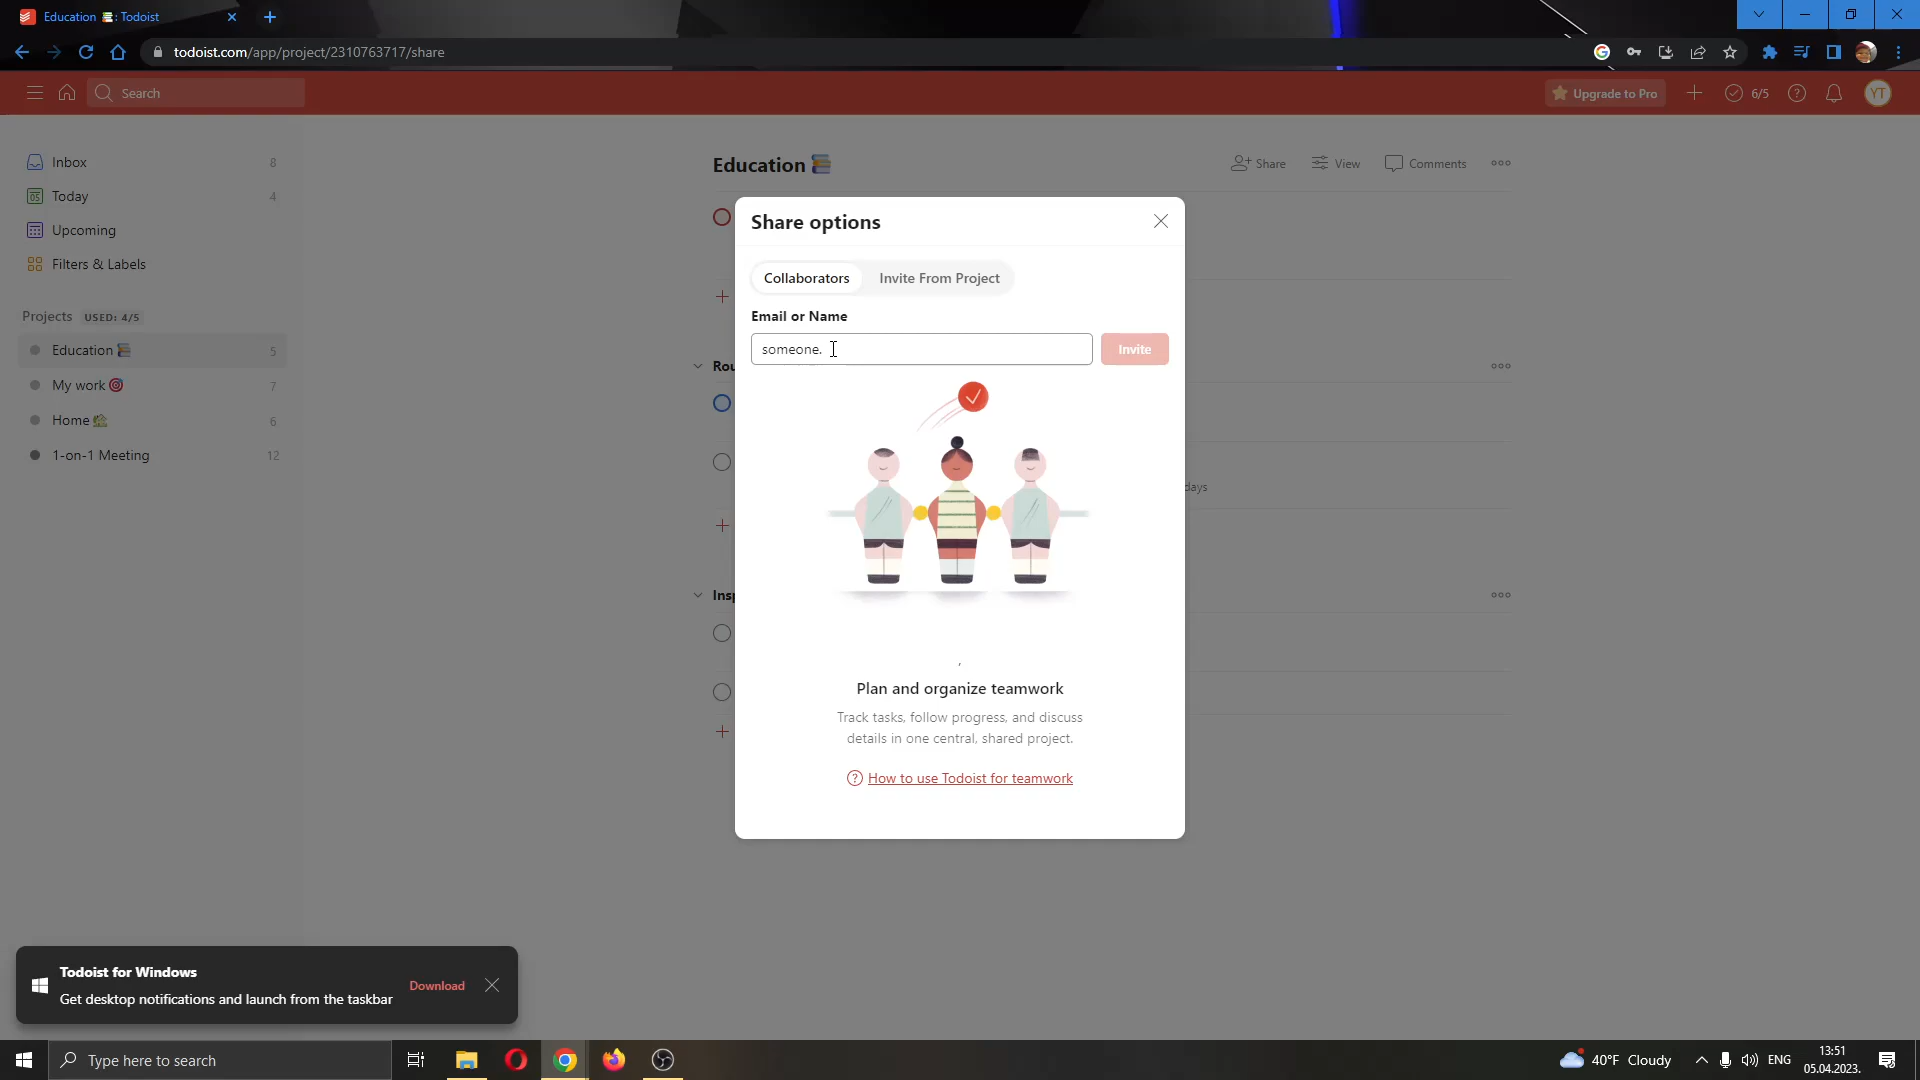 Education 📚: Todoist
todoist.com/app/project/2310763717/share
Search
Upgrade to Pro
6/5
YT
Inbox 8
Today 4
Upcoming
Filters & Labels
Projects USED: 4/5
Education 📚 5
My work 🎯 7
Home 🏡 6
1-on-1 Meeting 12
Education 📚
Share View Comments
Share options
Collaborators Invite From Project
Email or Name
someone. Invite
Rou
days
Insp
,
Plan and organize teamwork
Track tasks, follow progress, and discuss
details in one central, shared project.
How to use Todoist for teamwork
Todoist for Windows
Get desktop notifications and launch from the taskbar
Download
Type here to search
40°F Cloudy
ENG
13:51
05.04.2023.